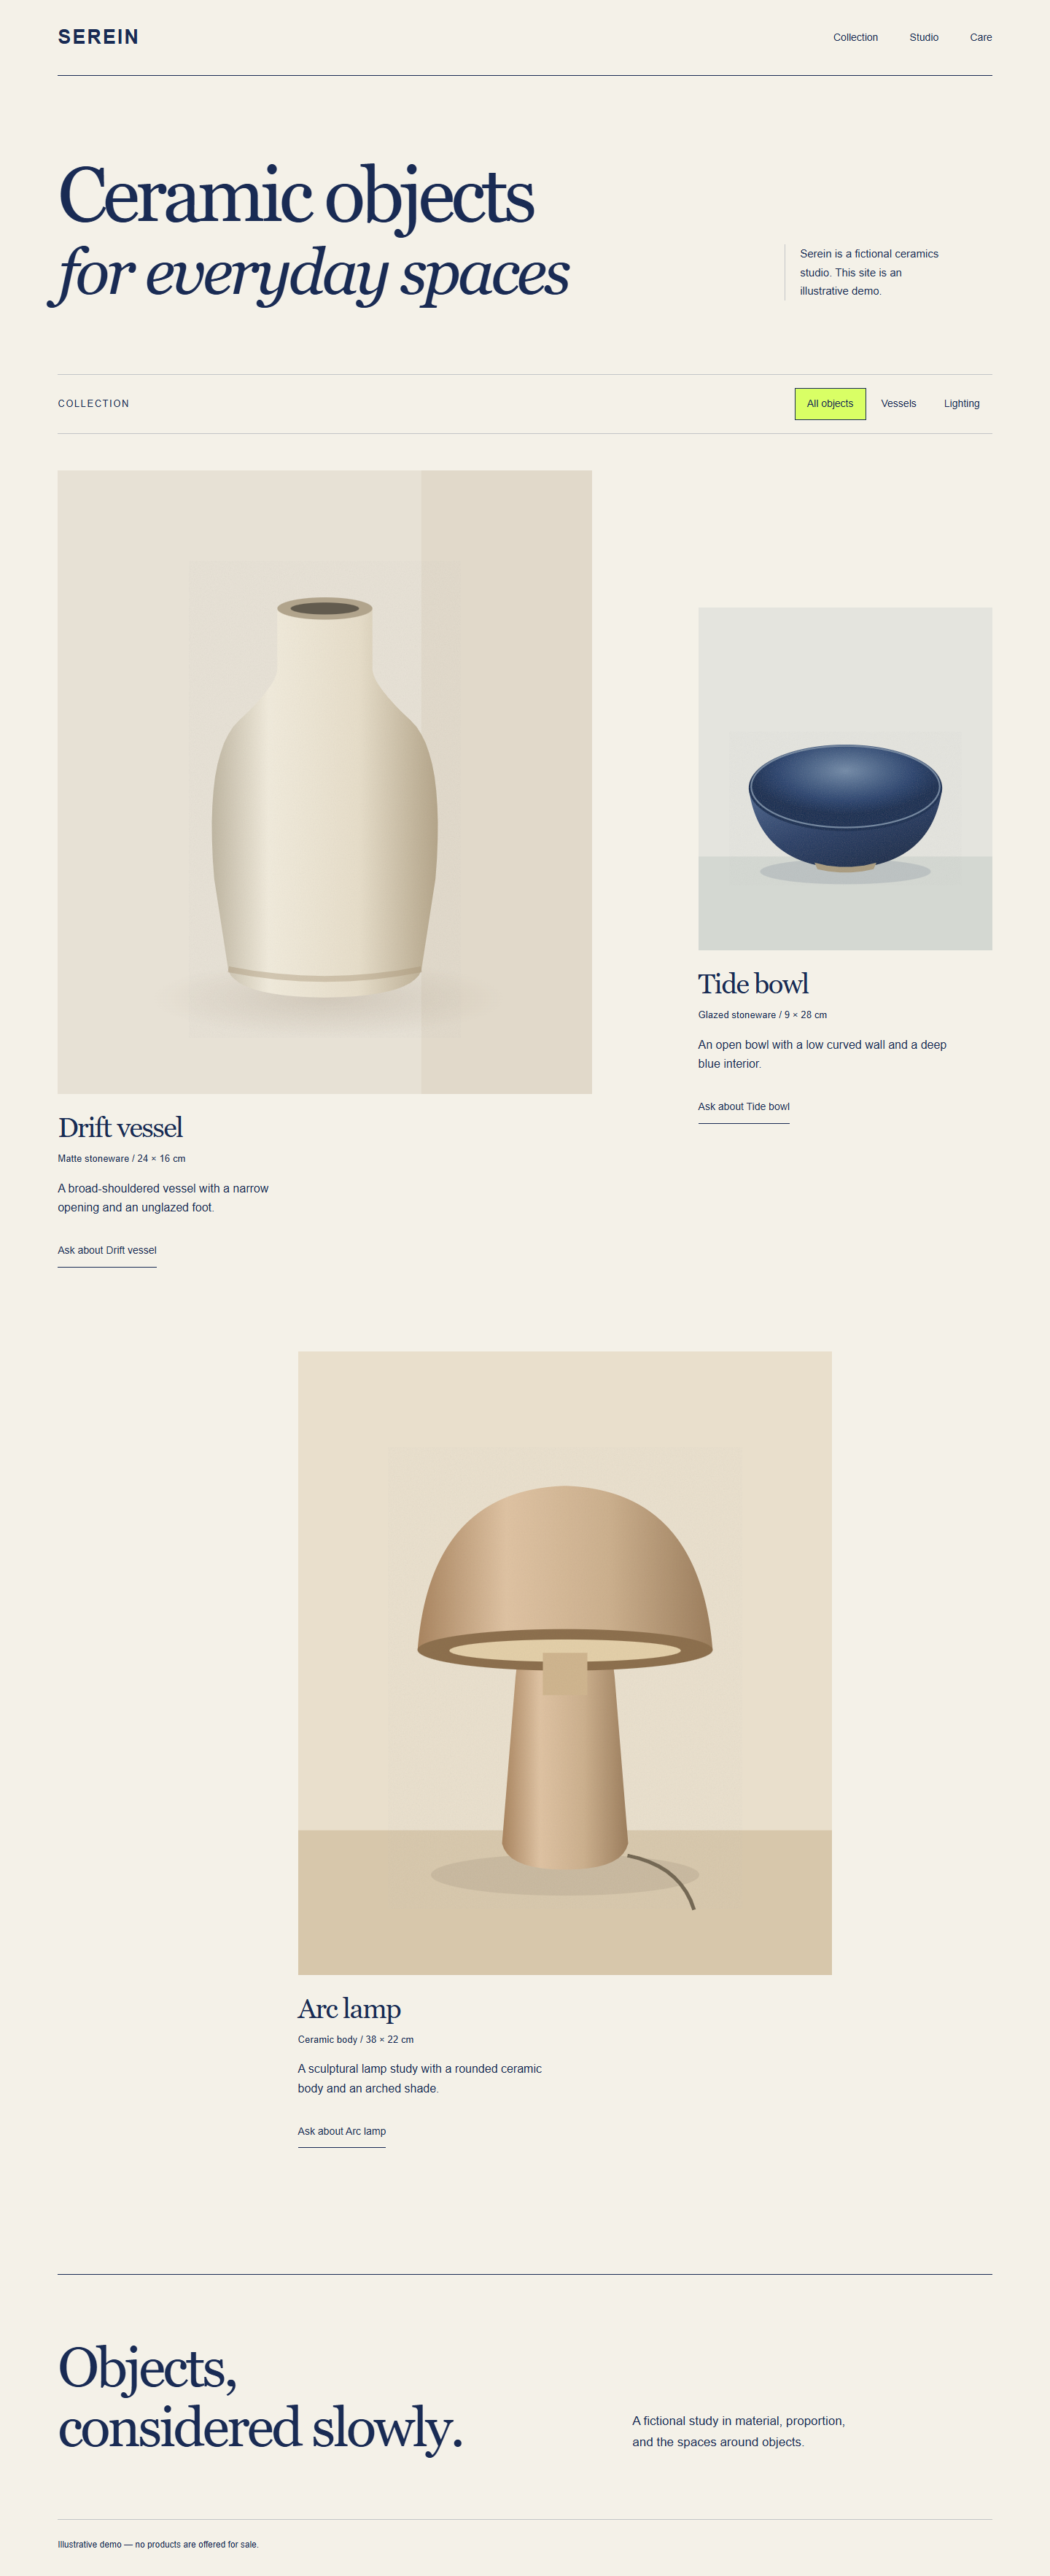 SEREIN
Collection Studio Care
Ceramic objects
for everyday spaces
Serein is a fictional ceramics
studio. This site is an
illustrative demo.
COLLECTION
All objects Vessels Lighting
Tide bowl
Glazed stoneware / 9 × 28 cm
An open bowl with a low curved wall and a deep
blue interior.
Ask about Tide bowl
Drift vessel
Matte stoneware / 24 × 16 cm
A broad-shouldered vessel with a narrow
opening and an unglazed foot.
Ask about Drift vessel
Arc lamp
Ceramic body / 38 × 22 cm
A sculptural lamp study with a rounded ceramic
body and an arched shade.
Ask about Arc lamp
Objects,
considered slowly.
A fictional study in material, proportion,
and the spaces around objects.
Illustrative demo — no products are offered for sale.